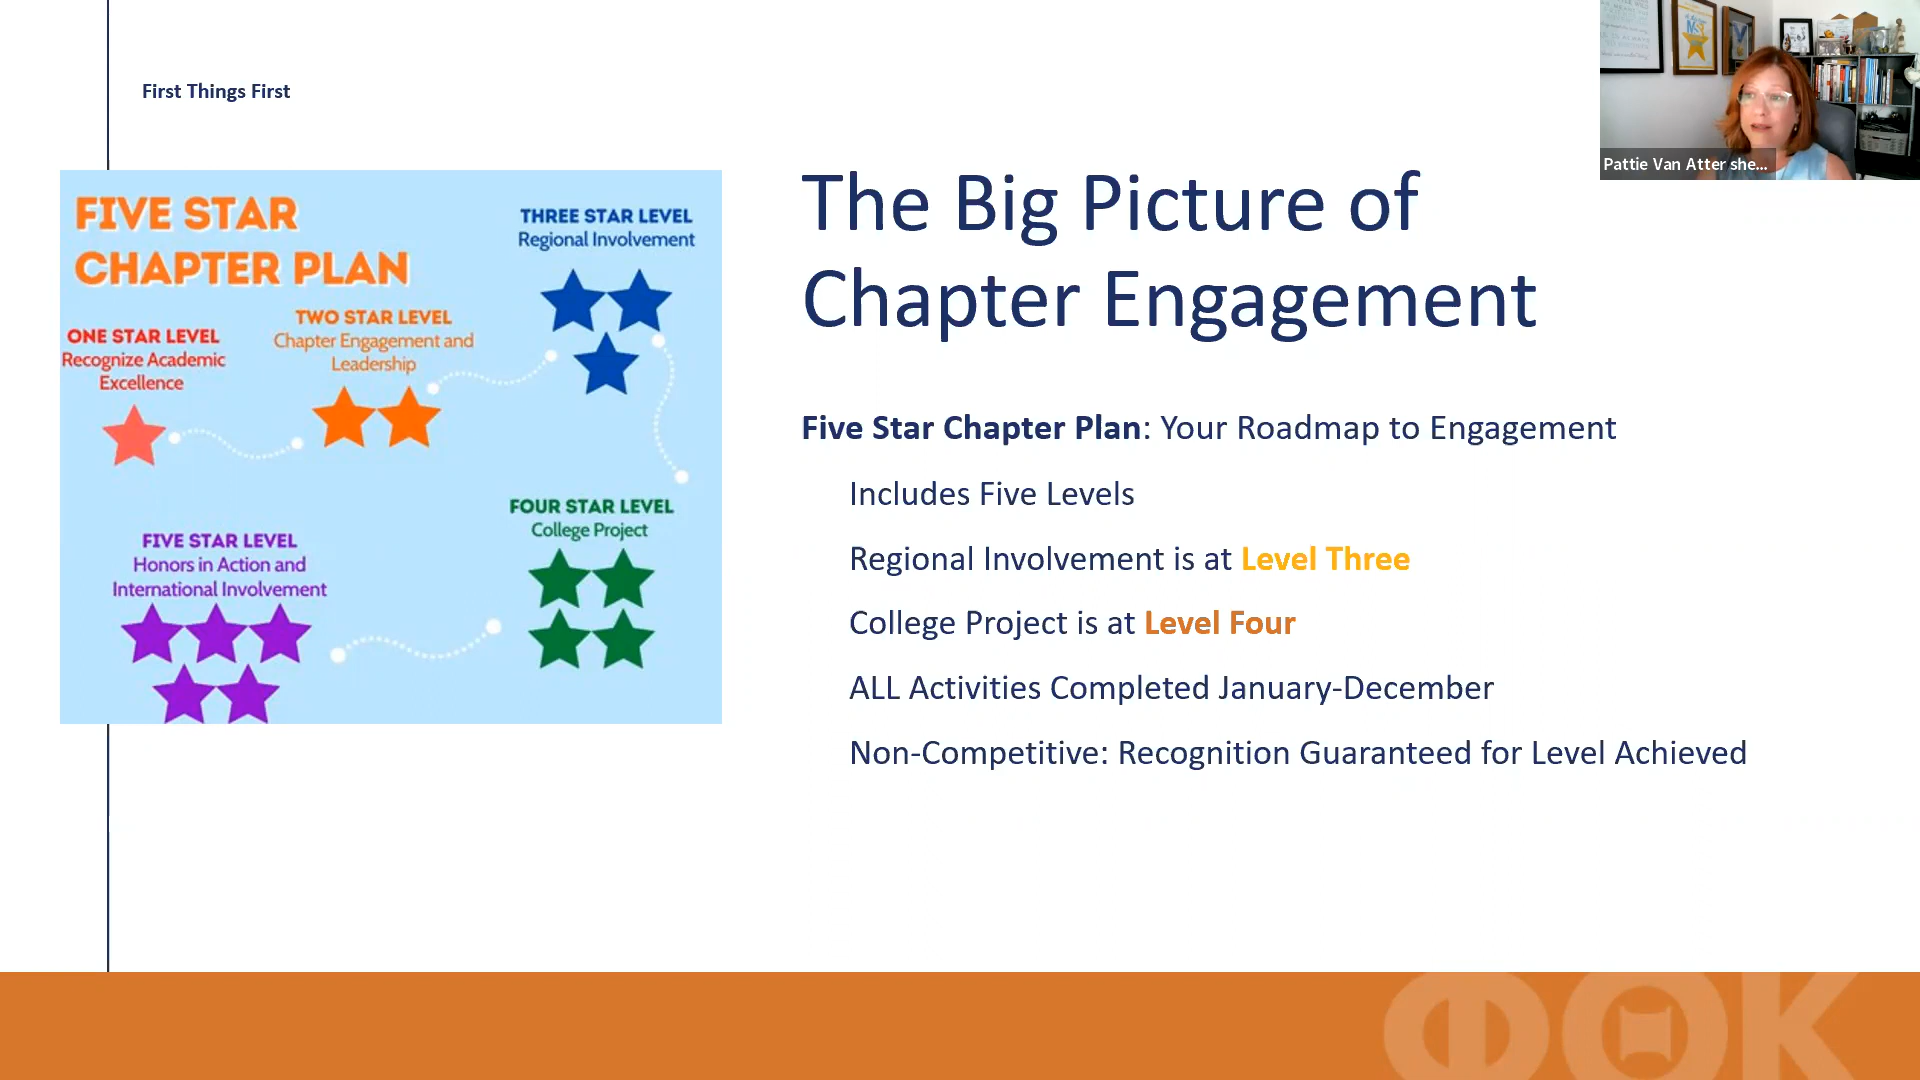 First Things First
FIVE STAR
CHAPTER PLAN
ONE STAR LEVEL
Recognize Academic
Excellence
TWO STAR LEVEL
Chapter Engagement and
Leadership
THREE STAR LEVEL
Regional Involvement
FOUR STAR LEVEL
College Project
FIVE STAR LEVEL
Honors in Action and
International Involvement
The Big Picture of
Chapter Engagement
Five Star Chapter Plan: Your Roadmap to Engagement
Includes Five Levels
Regional Involvement is at Level Three
College Project is at Level Four
ALL Activities Completed January-December
Non-Competitive: Recognition Guaranteed for Level Achieved
Pattie Van Atter she...
ΦΘΚ